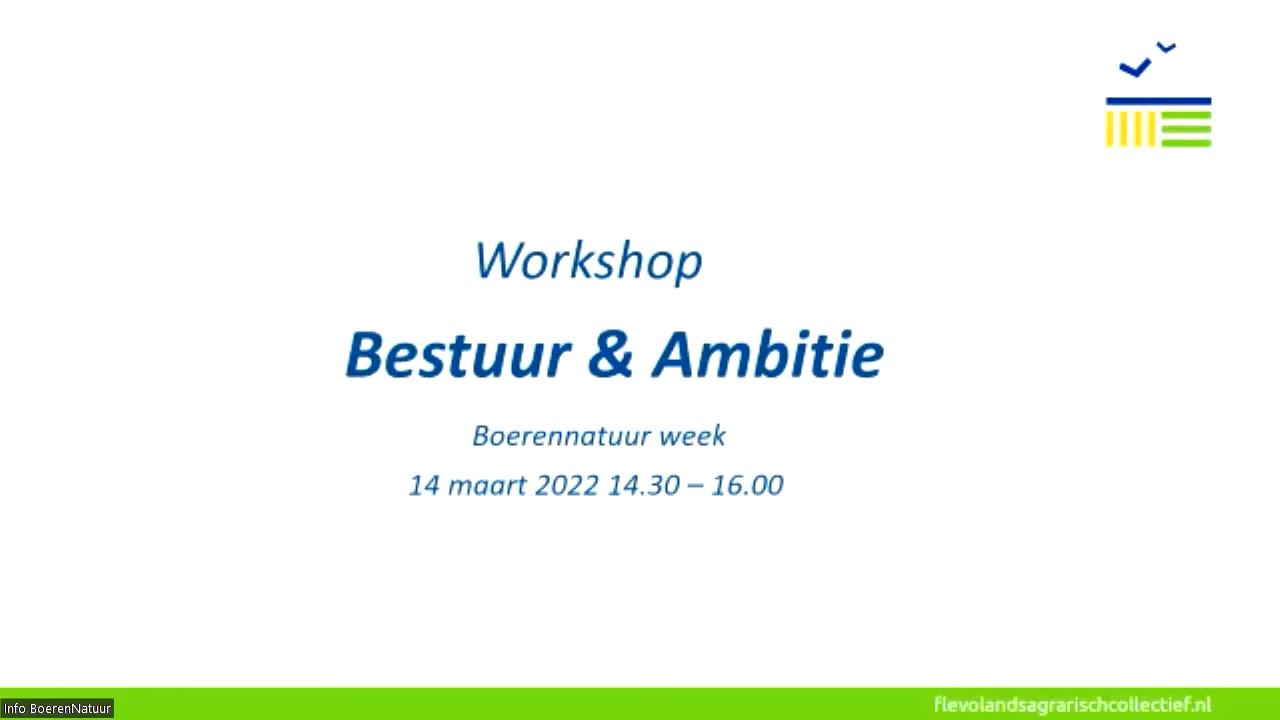 Workshop
Bestuur & Ambitie
Boerennatuur week
14 maart 2022 14.30 – 16.00
flevolandsagrarischcollectief.nl
Info BoerenNatuur